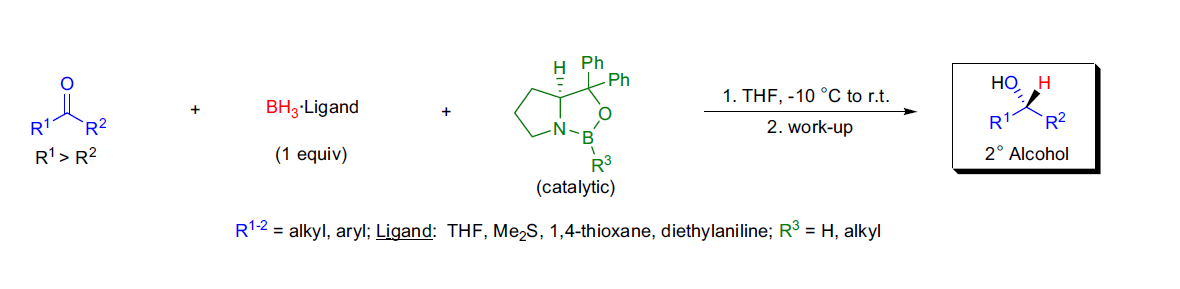 O
R¹ R²
R¹ > R²
+
BH₃·Ligand
(1 equiv)
+
H Ph
Ph
O
N B
R³
(catalytic)
1. THF, -10 °C to r.t.
2. work-up
HO H
R¹ R²
2° Alcohol
R¹⁻² = alkyl, aryl; Ligand: THF, Me₂S, 1,4-thioxane, diethylaniline; R³ = H, alkyl